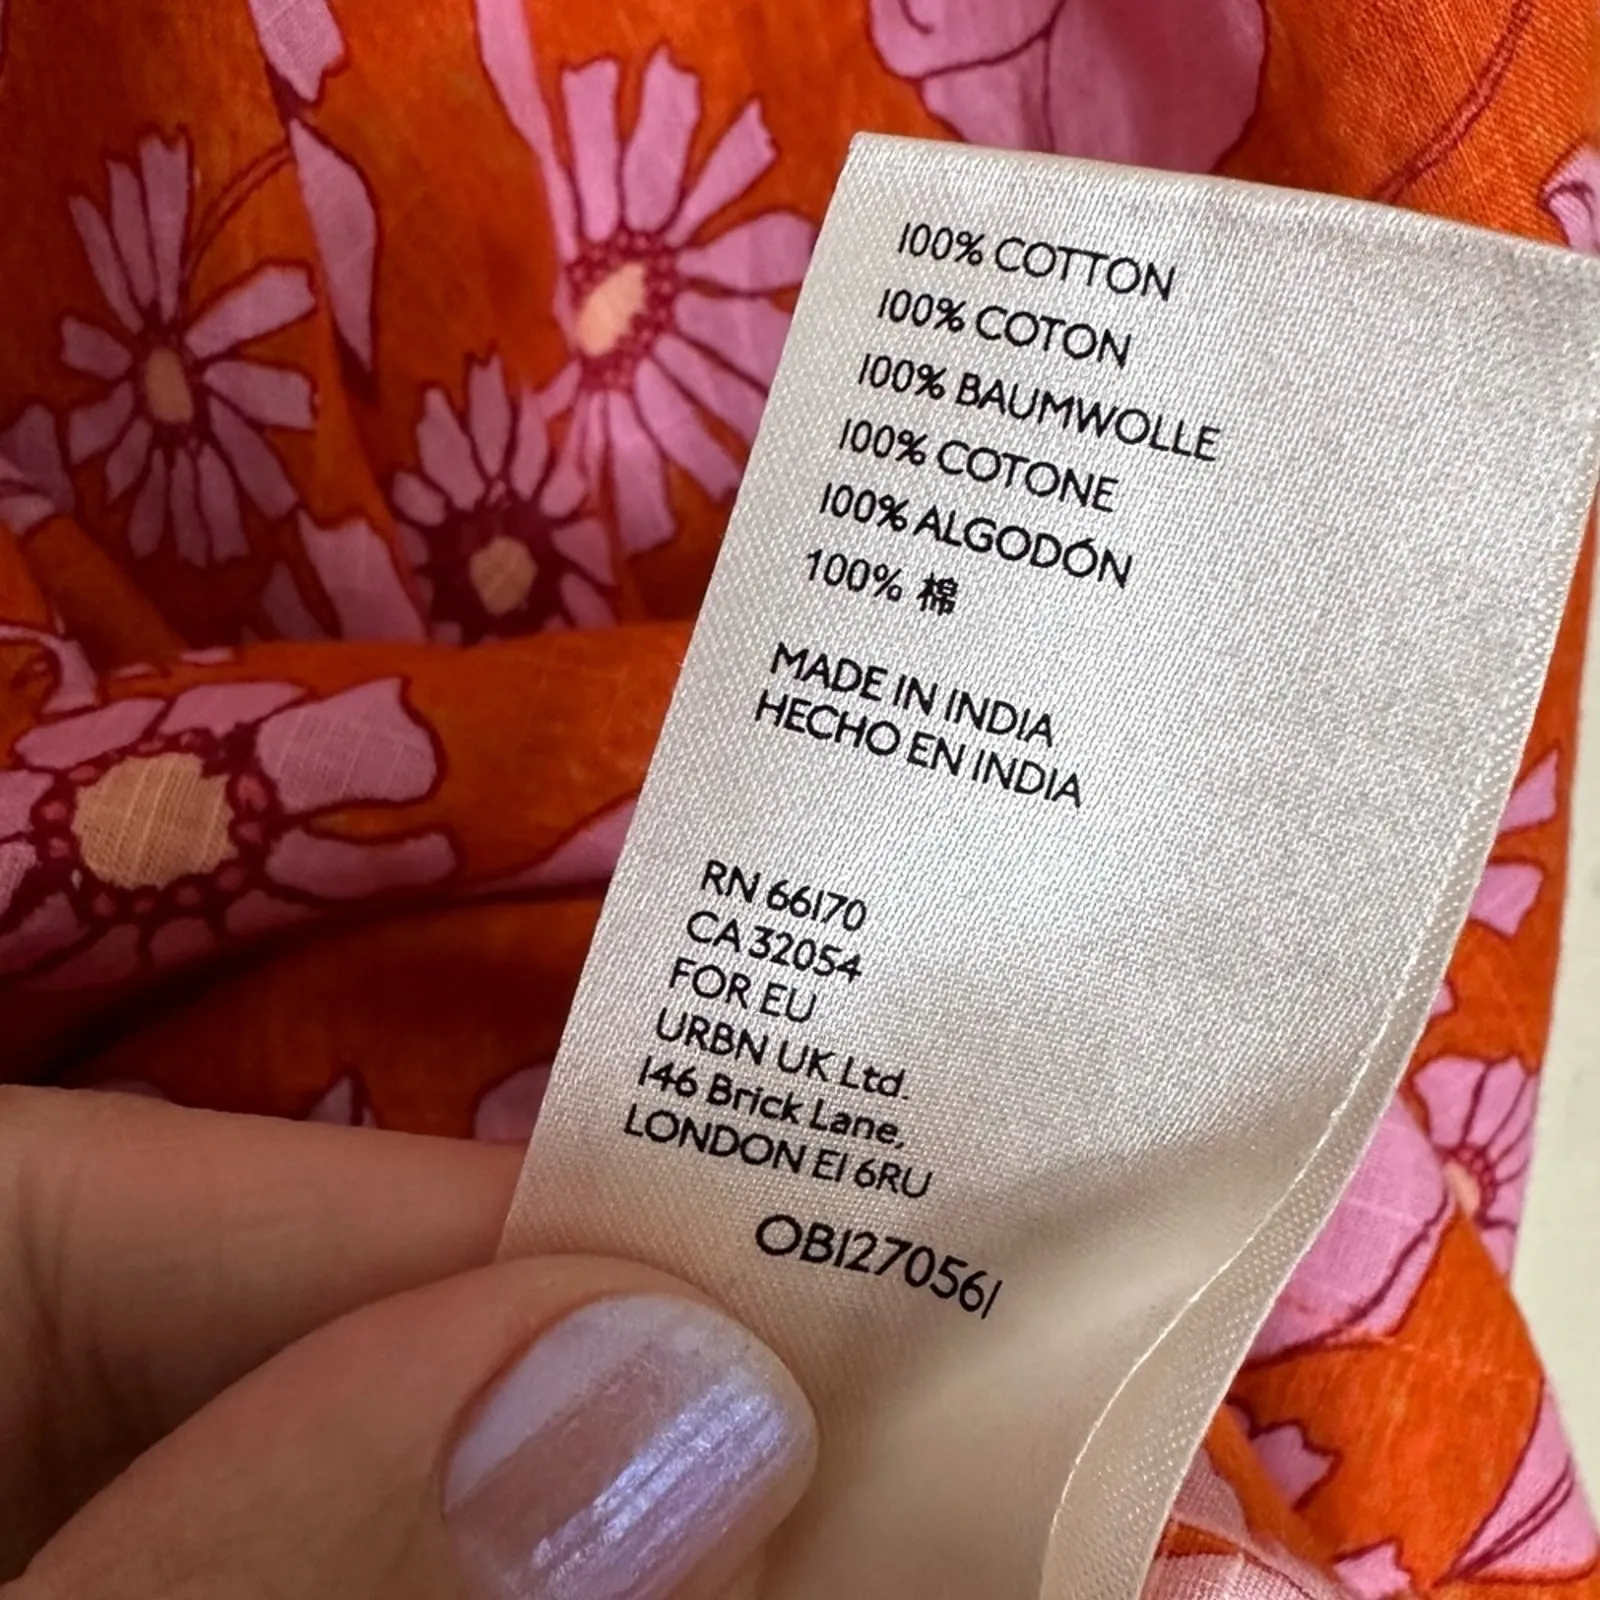 100% COTTON
100% COTON
100% BAUMWOLLE
100% COTONE
100% ALGODÓN
100% 棉
MADE IN INDIA
HECHO EN INDIA
RN 66170
CA 32054
FOR EU
URBN UK Ltd.
146 Brick Lane,
LONDON E1 6RU
OB1270561